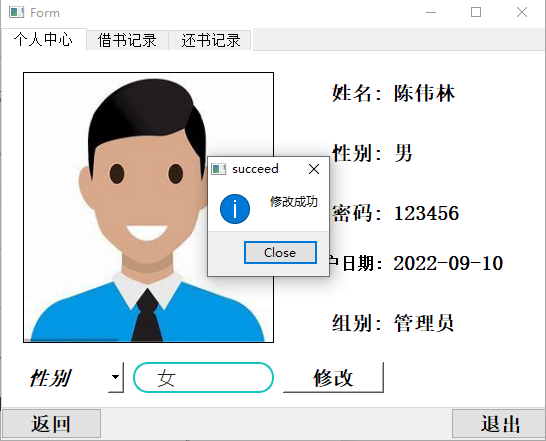 Form
个人中心 借书记录 还书记录
姓名: 陈伟林
性别: 男
succeed
修改成功
Close
密码: 123456
户日期: 2022-09-10
组别: 管理员
性别 女 修改
返回 退出